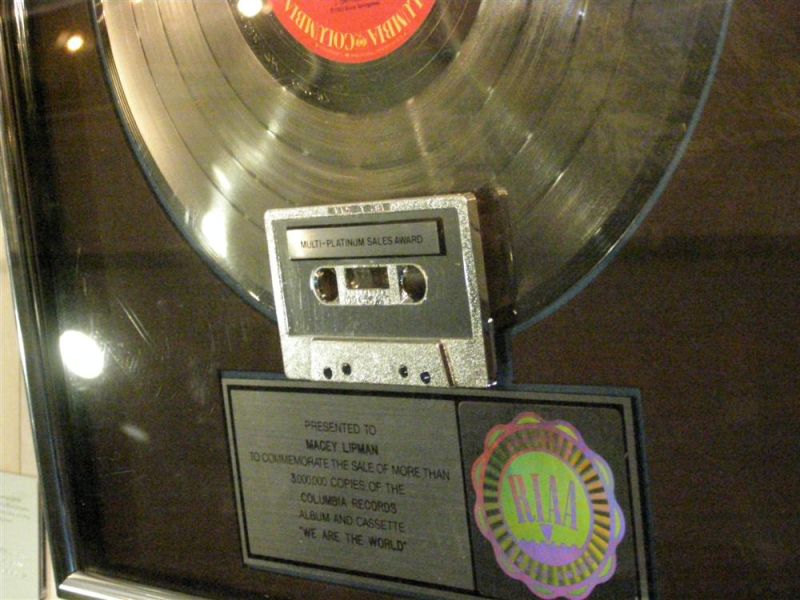 COLUMBIA
MULTI-PLATINUM SALES AWARD
PRESENTED TO
MACEY LIPMAN
TO COMMEMORATE THE SALE OF MORE THAN
3,000,000 COPIES OF THE
COLUMBIA RECORDS
ALBUM AND CASSETTE
"WE ARE THE WORLD"
RIAA